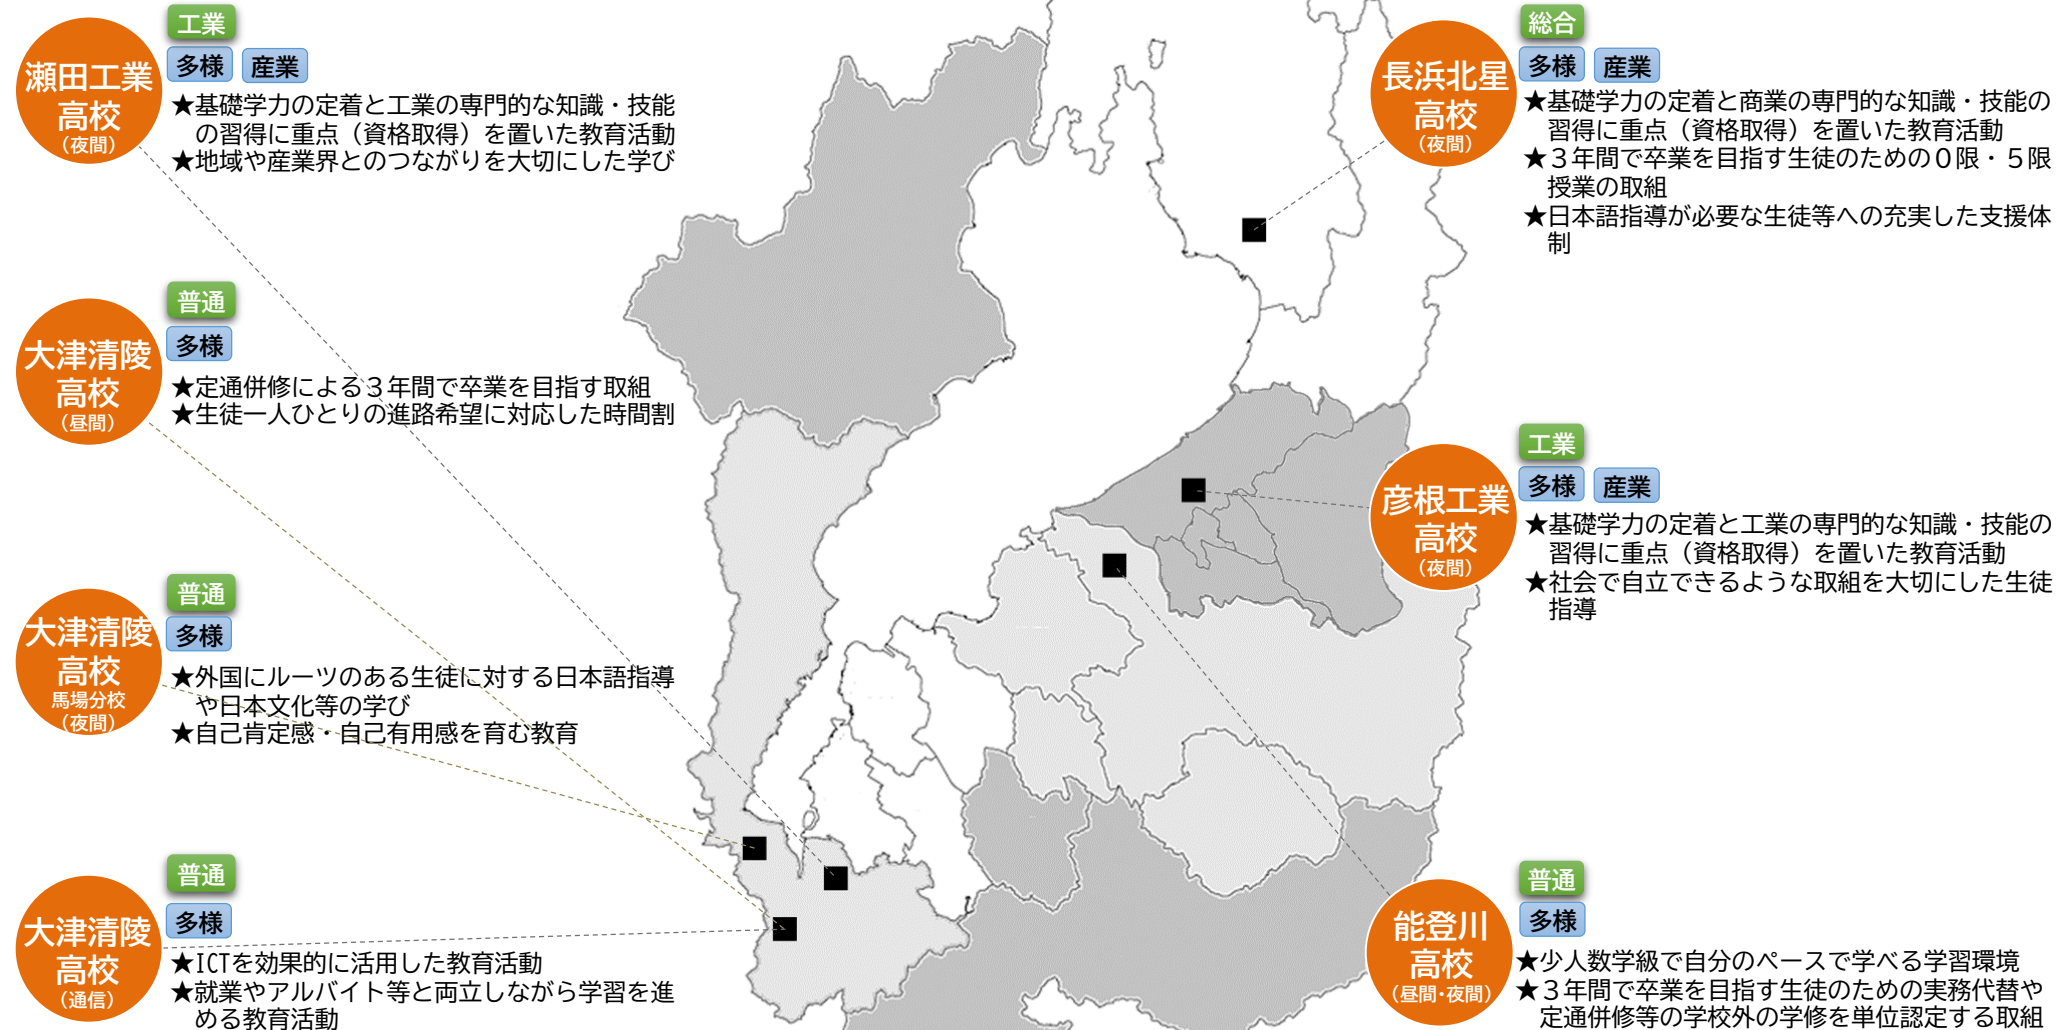 瀬田工業
高校
(夜間)
工業
多様 産業
★基礎学力の定着と工業の専門的な知識・技能
の習得に重点（資格取得）を置いた教育活動
★地域や産業界とのつながりを大切にした学び
大津清陵
高校
(昼間)
普通
多様
★定通併修による３年間で卒業を目指す取組
★生徒一人ひとりの進路希望に対応した時間割
大津清陵
高校
馬場分校
(夜間)
普通
多様
★外国にルーツのある生徒に対する日本語指導
や日本文化等の学び
★自己肯定感・自己有用感を育む教育
大津清陵
高校
(通信)
普通
多様
★ICTを効果的に活用した教育活動
★就業やアルバイト等と両立しながら学習を進
める教育活動
長浜北星
高校
(夜間)
総合
多様 産業
★基礎学力の定着と商業の専門的な知識・技能の
習得に重点（資格取得）を置いた教育活動
★３年間で卒業を目指す生徒のための０限・５限
授業の取組
★日本語指導が必要な生徒等への充実した支援体
制
彦根工業
高校
(夜間)
工業
多様 産業
★基礎学力の定着と工業の専門的な知識・技能の
習得に重点（資格取得）を置いた教育活動
★社会で自立できるような取組を大切にした生徒
指導
能登川
高校
(昼間･夜間)
普通
多様
★少人数学級で自分のペースで学べる学習環境
★３年間で卒業を目指す生徒のための実務代替や
定通併修等の学校外の学修を単位認定する取組